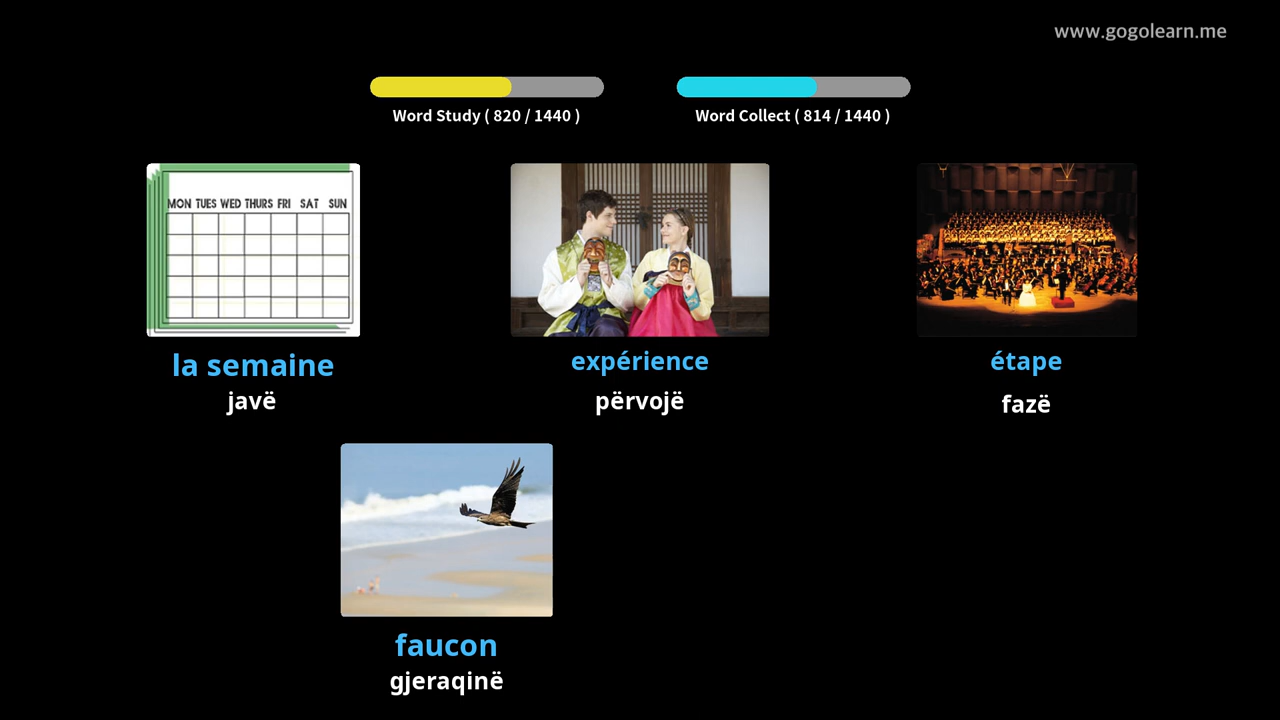 www.gogolearn.me
Word Study ( 820 / 1440 )
Word Collect ( 814 / 1440 )
MON TUES WED THURS FRI SAT SUN
la semaine
javë
expérience
përvojë
étape
fazë
faucon
gjeraqinë